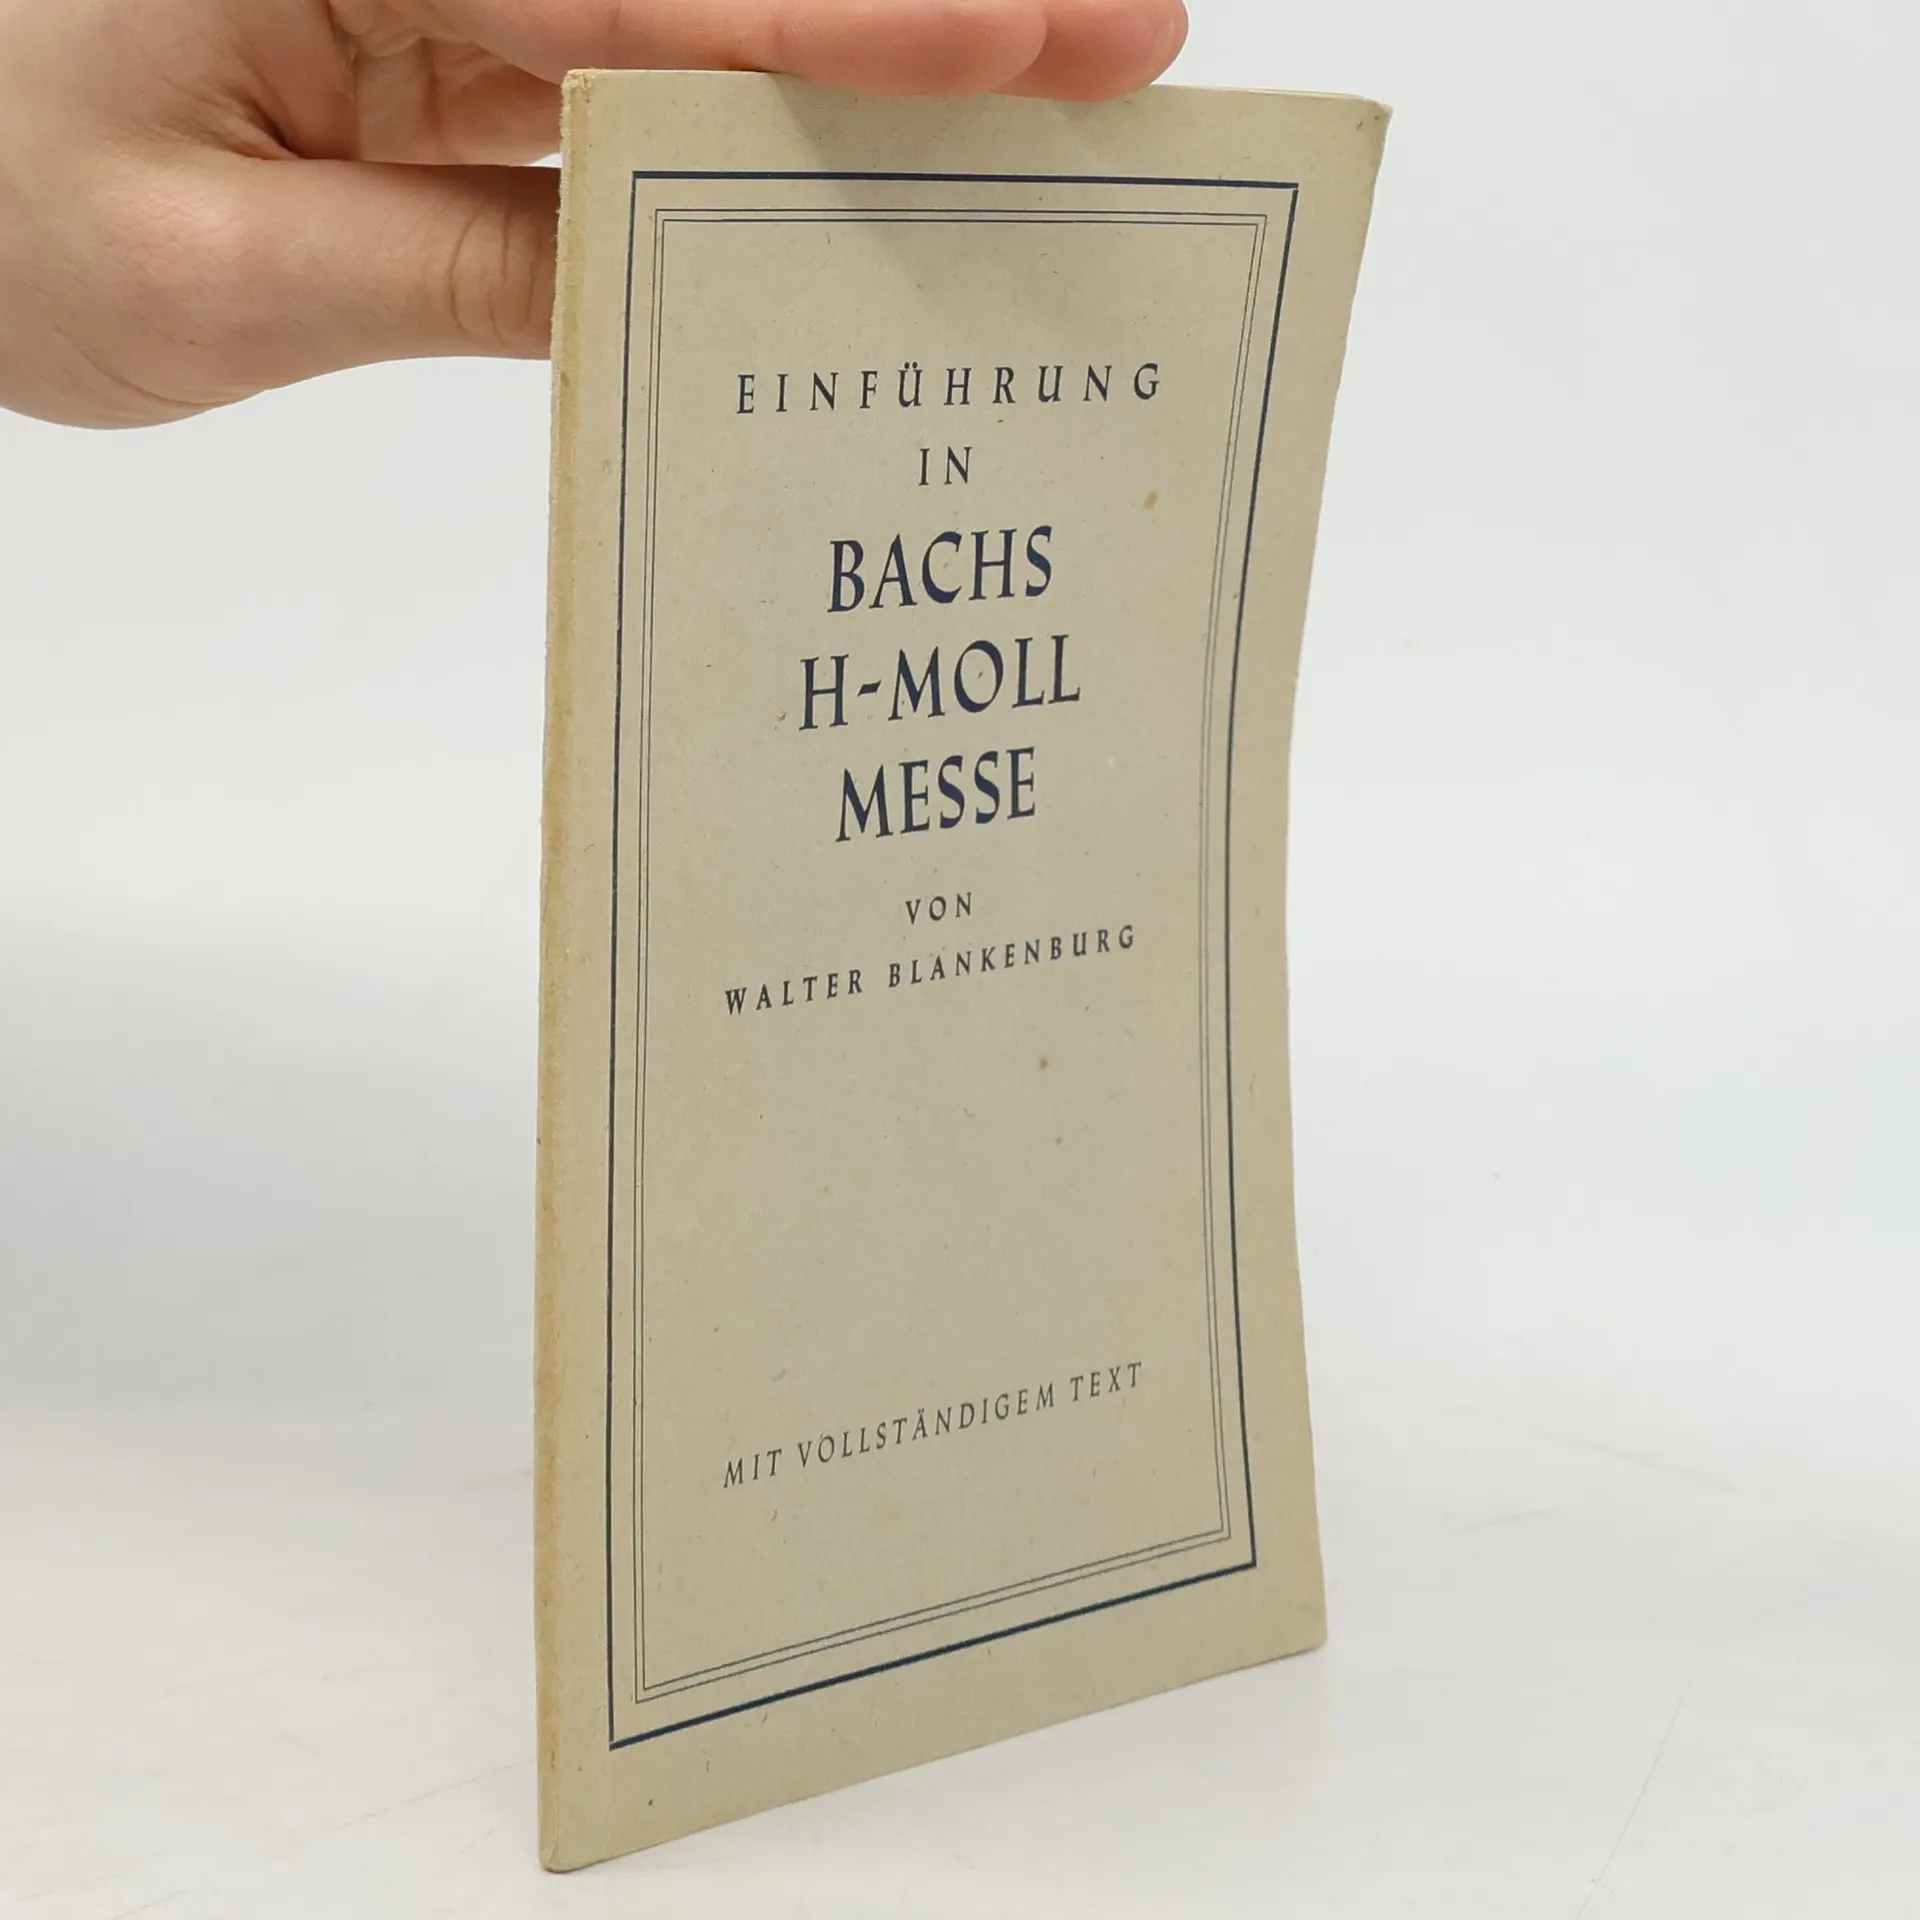 EINFÜHRUNG
IN
BACHS
H-MOLL
MESSE
VON
WALTER BLANKENBURG
MIT VOLLSTÄNDIGEM TEXT